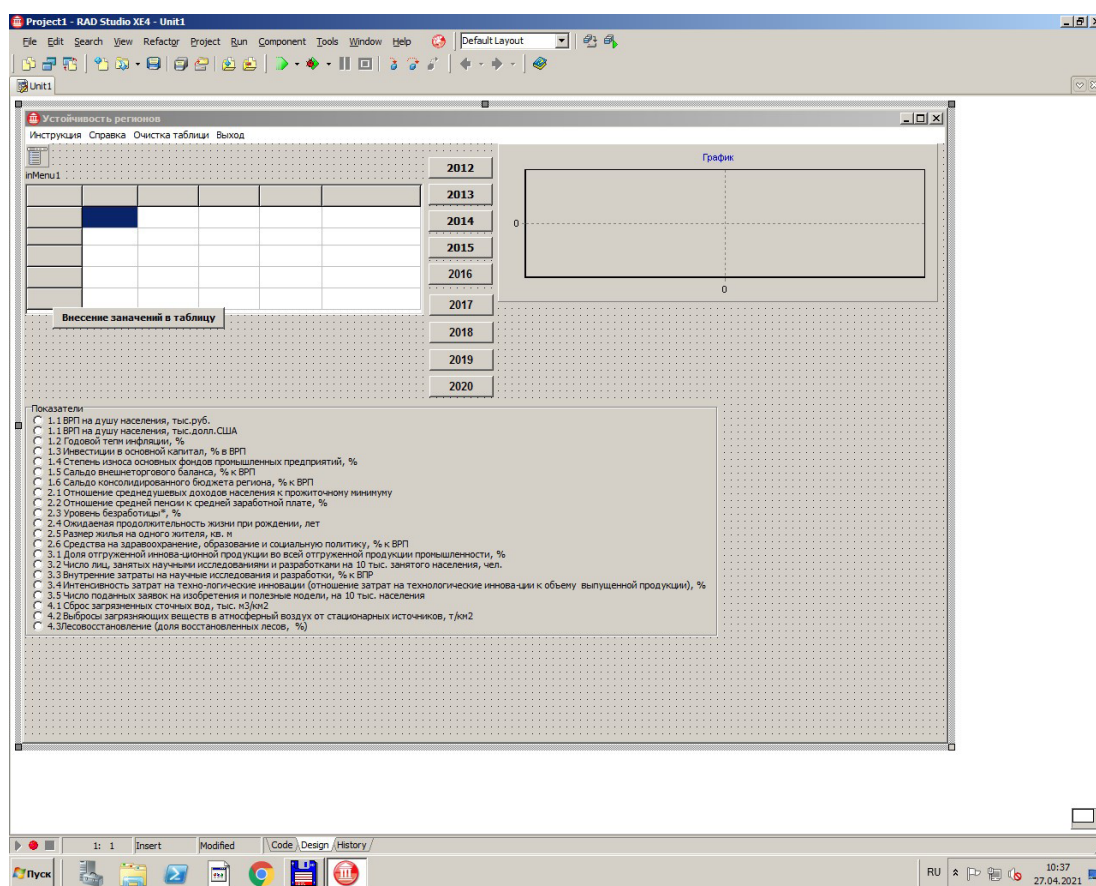 Project1 - RAD Studio XE4 - Unit1
File Edit Search View Refactor Project Run Component Tools Window Help Default Layout
Unit1
Устойчивость регионов
Инструкция Справка Очистка таблици Выход
inMenu1
2012
2013
2014
2015
2016
2017
2018
2019
2020
График
0
0
Внесение заначений в таблицу
Показатели
1.1 ВРП на душу населения, тыс.руб.
1.1 ВРП на душу населения, тыс.долл.США
1.2 Годовой тепм инфляции, %
1.3 Инвестиции в основной капитал, % в ВРП
1.4 Степень износа основных фондов промышленных предприятий, %
1.5 Сальдо внешнеторгового баланса, % к ВРП
1.6 Сальдо консолидированного бюджета региона, % к ВРП
2.1 Отношение среднедушевых доходов населения к прожиточному минимуму
2.2 Отношение средней пенсии к средней заработной плате, %
2.3 Уровень безработицы*, %
2.4 Ожидаемая продолжительность жизни при рождении, лет
2.5 Размер жилья на одного жителя, кв. м
2.6 Средства на здравоохранение, образование и социальную политику, % к ВРП
3.1 Доля отгруженной иннова-ционной продукции во всей отгруженной продукции промышленности, %
3.2 Число лиц, занятых научными исследованиями и разработками на 10 тыс. занятого населения, чел.
3.3 Внутренние затраты на научные исследования и разработки, % к ВПР
3.4 Интенсивность затрат на техно-логические инновации (отношение затрат на технологические иннова-ции к объему выпущенной продукции), %
3.5 Число поданных заявок на изобретения и полезные модели, на 10 тыс. населения
4.1 Сброс загрязненных сточных вод, тыс. м3/км2
4.2 Выбросы загрязняющих веществ в атмосферный воздух от стационарных источников, т/км2
4.3Лесовосстановление (доля восстановленных лесов, %)
1: 1 Insert Modified Code Design History
Пуск RU 10:37
27.04.2021